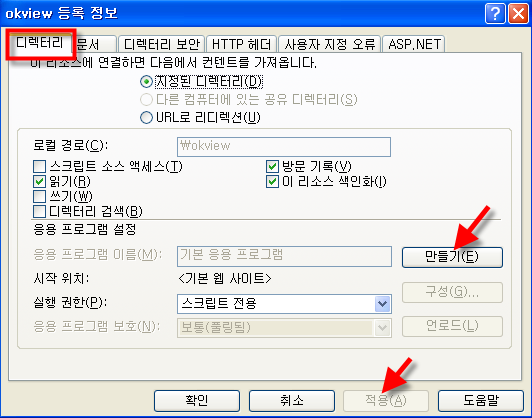 okview 등록 정보
디렉터리 문서 디렉터리 보안 HTTP 헤더 사용자 지정 오류 ASP.NET
이 리소스에 연결하면 다음에서 컨텐트를 가져옵니다.
지정된 디렉터리(D)
다른 컴퓨터에 있는 공유 디렉터리(S)
URL로 리디렉션(U)
로컬 경로(C): ₩okview
스크립트 소스 액세스(T) 방문 기록(V)
읽기(R) 이 리소스 색인화(I)
쓰기(W)
디렉터리 검색(B)
응용 프로그램 설정
응용 프로그램 이름(M): 기본 응용 프로그램 만들기(E)
시작 위치: <기본 웹 사이트>
구성(G)...
실행 권한(P): 스크립트 전용
응용 프로그램 보호(N): 보통(풀링됨) 언로드(L)
확인 취소 적용(A) 도움말